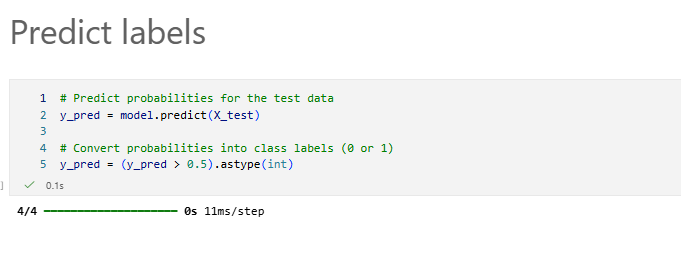 Predict labels
1 # Predict probabilities for the test data
2 y_pred = model.predict(X_test)
3
4 # Convert probabilities into class labels (0 or 1)
5 y_pred = (y_pred > 0.5).astype(int)
] ✓ 0.1s
4/4 ━━━━━━━━━━━━━━━━━━━━ 0s 11ms/step